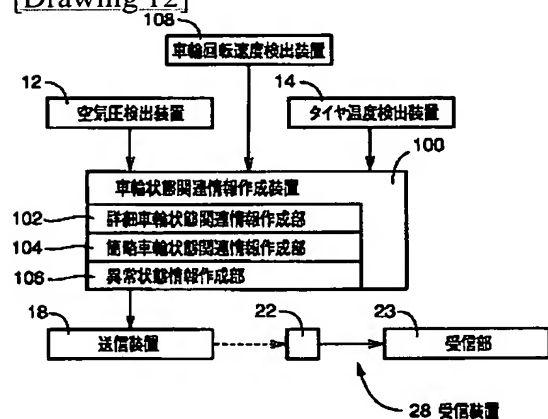 [Drawing 12]
108
車輪回転速度検出装置
12
空気圧検出装置
14
タイヤ温度検出装置
100
車輪状態関連情報作成装置
102
詳細車輪状態関連情報作成部
104
簡略車輪状態関連情報作成部
106
異常状態情報作成部
18
送信装置
22
23
受信部
28 受信装置